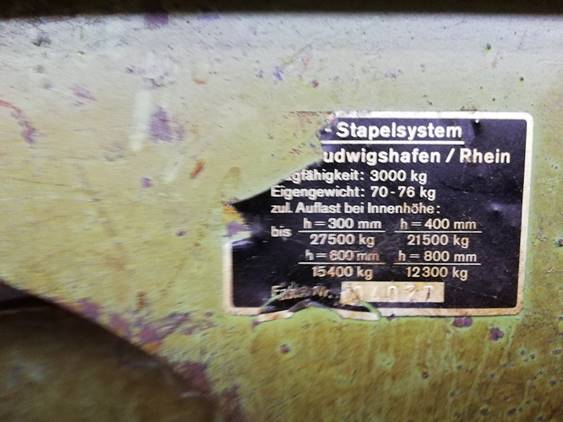 - Stapelsystem
udwigshafen / Rhein
gfähigkeit: 3000 kg
Eigengewicht: 70-76 kg
zul. Auflast bei Innenhöhe:
bis h=300 mm h=400 mm
27500 kg 21500 kg
h=600 mm h=800 mm
15400 kg 12300 kg